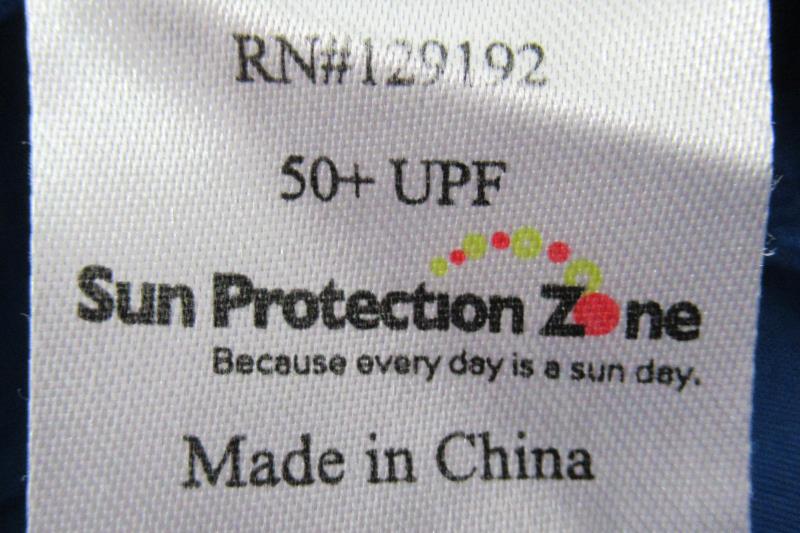 RN#129192
50+ UPF
Sun Protection Zone
Because every day is a sun day.
Made in China